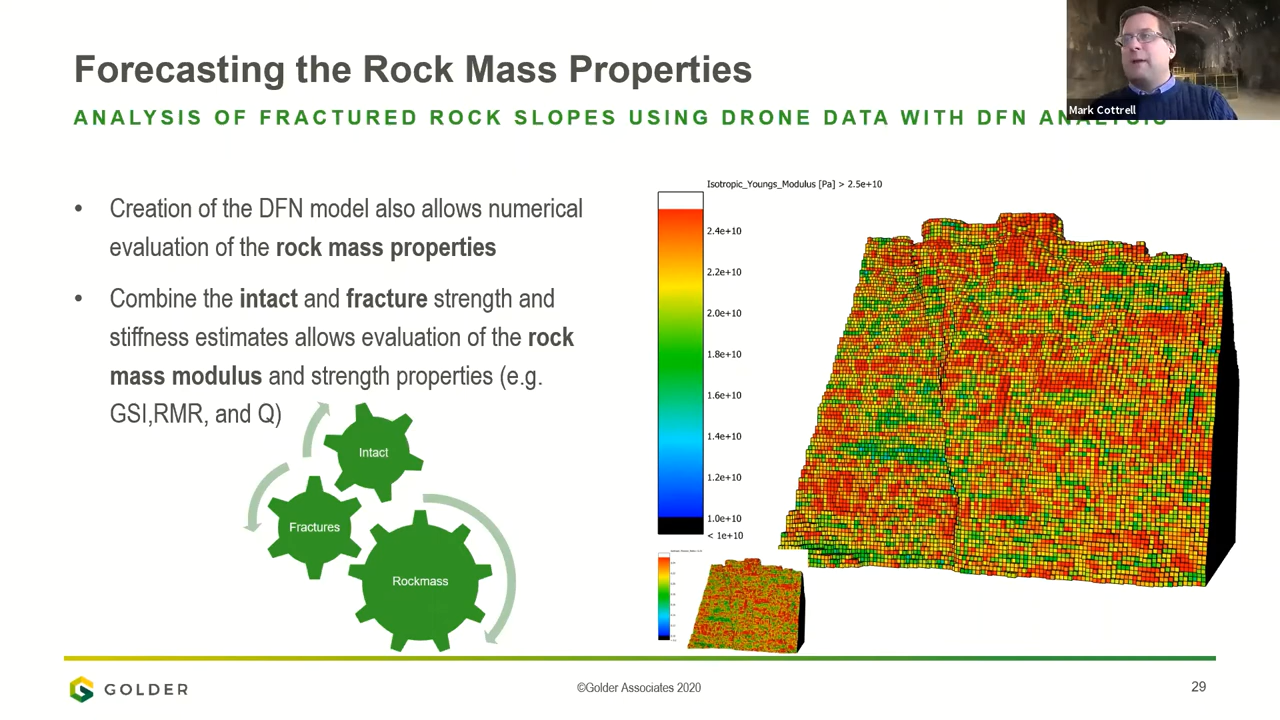 Forecasting the Rock Mass Properties
ANALYSIS OF FRACTURED ROCK SLOPES USING DRONE DATA WITH DFN ANALYSIS
Mark Cottrell
• Creation of the DFN model also allows numerical
evaluation of the rock mass properties
• Combine the intact and fracture strength and
stiffness estimates allows evaluation of the rock
mass modulus and strength properties (e.g.
GSI,RMR, and Q)
Intact
Fractures
Rockmass
Isotropic_Youngs_Modulus [Pa] > 2.5e+10
2.4e+10
2.2e+10
2.0e+10
1.8e+10
1.6e+10
1.4e+10
1.2e+10
1.0e+10
< 1e+10
GOLDER
©Golder Associates 2020
29